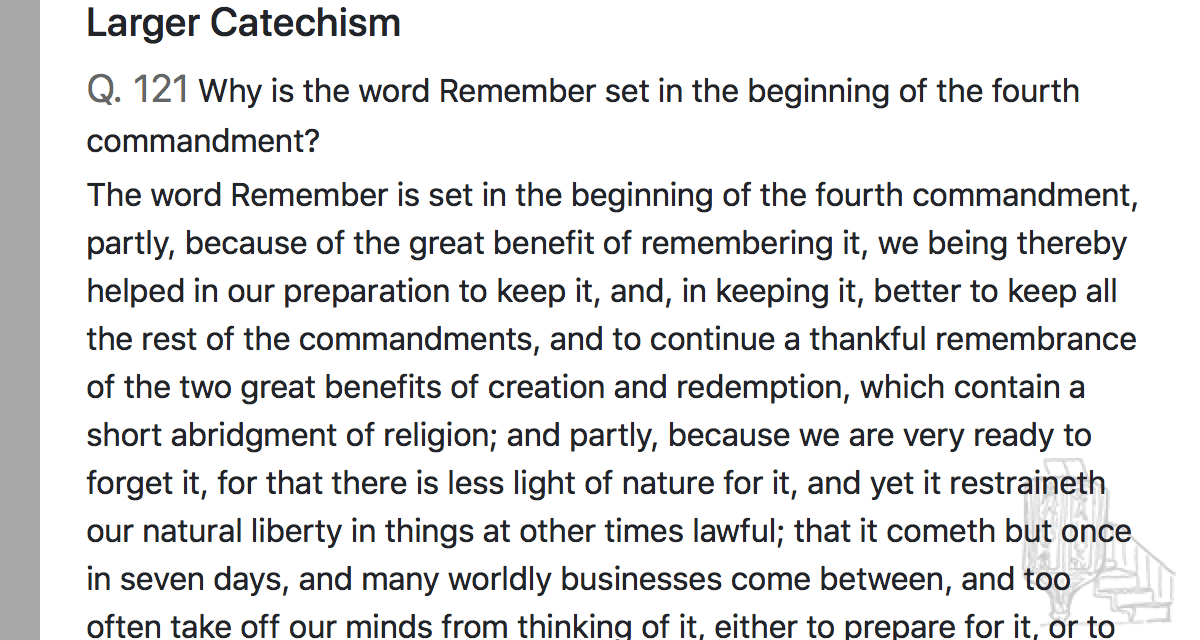 Larger Catechism
Q. 121 Why is the word Remember set in the beginning of the fourth
commandment?
The word Remember is set in the beginning of the fourth commandment,
partly, because of the great benefit of remembering it, we being thereby
helped in our preparation to keep it, and, in keeping it, better to keep all
the rest of the commandments, and to continue a thankful remembrance
of the two great benefits of creation and redemption, which contain a
short abridgment of religion; and partly, because we are very ready to
forget it, for that there is less light of nature for it, and yet it restraineth
our natural liberty in things at other times lawful; that it cometh but once
in seven days, and many worldly businesses come between, and too
often take off our minds from thinking of it, either to prepare for it, or to